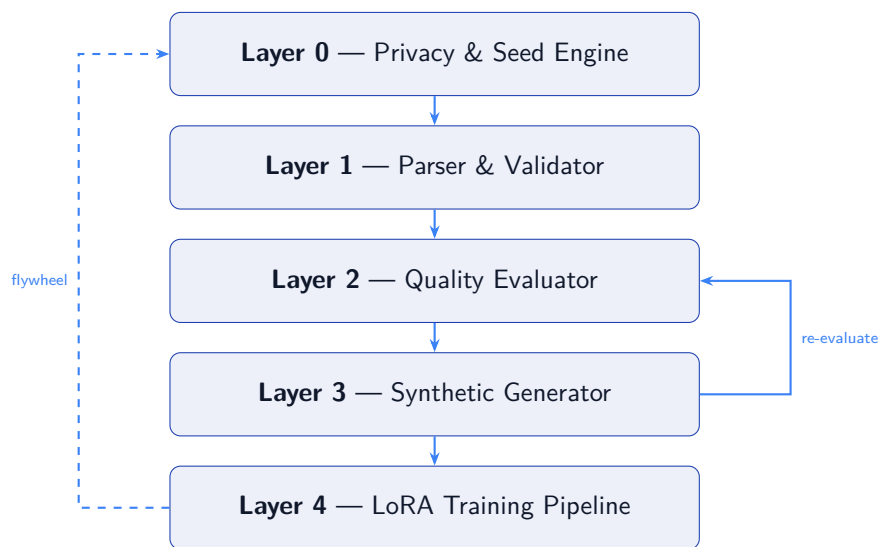 Layer 0 — Privacy & Seed Engine
Layer 1 — Parser & Validator
flywheel
Layer 2 — Quality Evaluator
re-evaluate
Layer 3 — Synthetic Generator
Layer 4 — LoRA Training Pipeline